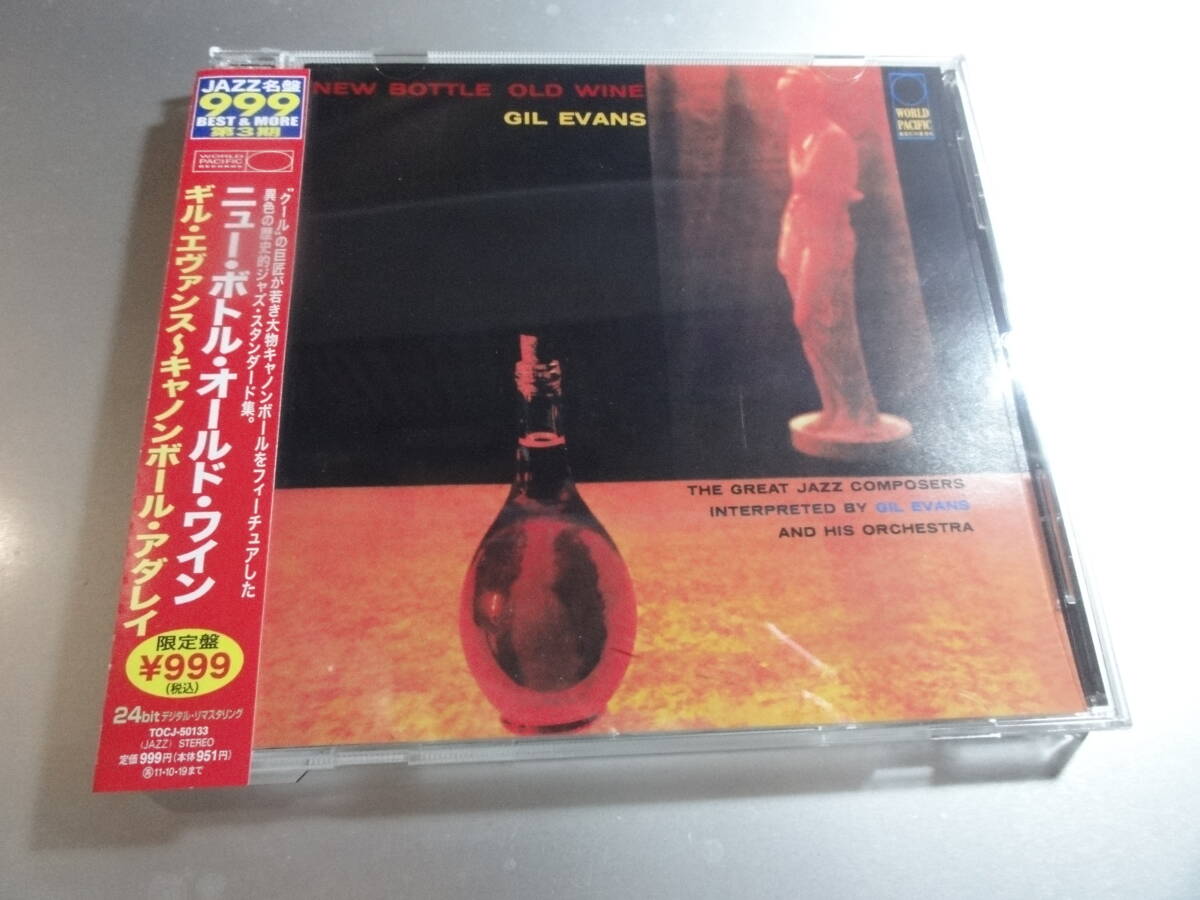 JAZZ名盤
999
BEST & MORE
第3期
WORLD
PACIFIC
RECORDS
"クール"の巨匠が若き大物キャノンボールをフィーチュアした
異色の歴史的ジャズ・スタンダード集。
ニュー・ボトル・オールド・ワイン
ギル・エヴァンス〜キャノンボール・アダレイ
限定盤
¥999
(税込)
24bitデジタル・リマスタリング
TOCJ-50133
(JAZZ) STEREO
定価999円(本体951円)
11・10・19まで
NEW BOTTLE OLD WINE
GIL EVANS
WORLD
PACIFIC
THE GREAT JAZZ COMPOSERS
INTERPRETED BY GIL EVANS
AND HIS ORCHESTRA